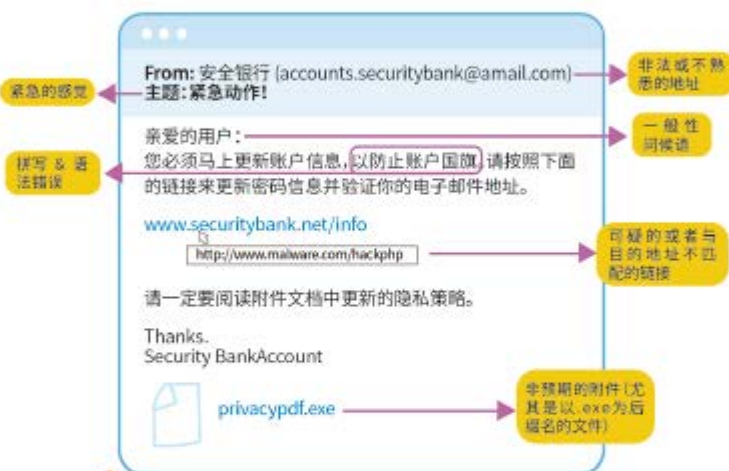 From: 安全银行 (accounts.securitybank@amail.com)
主题:紧急动作!
非法或不熟
悉的地址
紧急的感觉
亲爱的用户:
一般性
问候语
您必须马上更新账户信息,以防止账户国旗,请按照下面
的链接来更新密码信息并验证你的电子邮件地址。
拼写 & 语
法错误
www.securitybank.net/info
http://www.malware.com/hackphp
可疑的或者与
目的地址不匹
配的链接
请一定要阅读附件文档中更新的隐私策略。
Thanks.
Security BankAccount
privacypdf.exe
非预期的附件(尤
其是以.exe为后
缀名的文件)